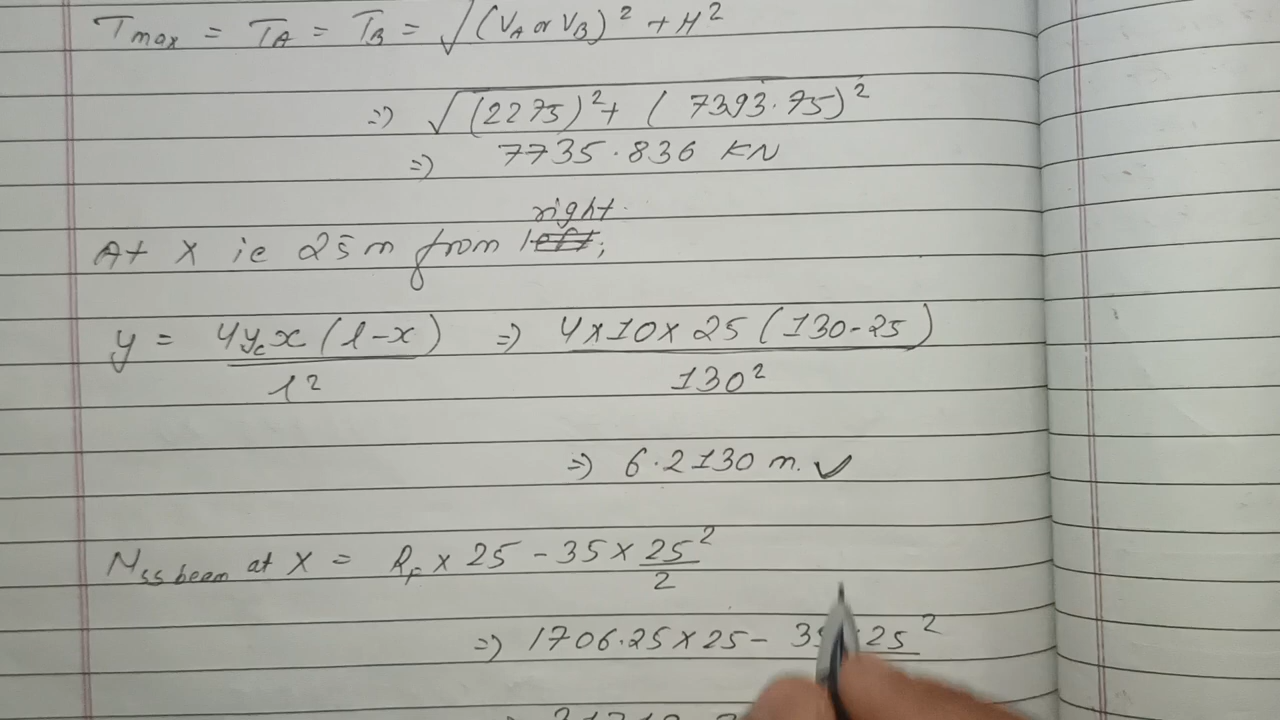 Tmax = TA = TB = √(VA or VB)² + H²
=> √(2275)² + (7393.75)²
=> 7735.836 KN
right.
At X ie 25m from left;
y = 4ycx(l-x) / l² => 4×10×25(130-25) / 130²
=> 6.2130 m. ✓
Mss beam at X = RF × 25 - 35 × 25² / 2
=> 1706.25 × 25 - 35 × 25²